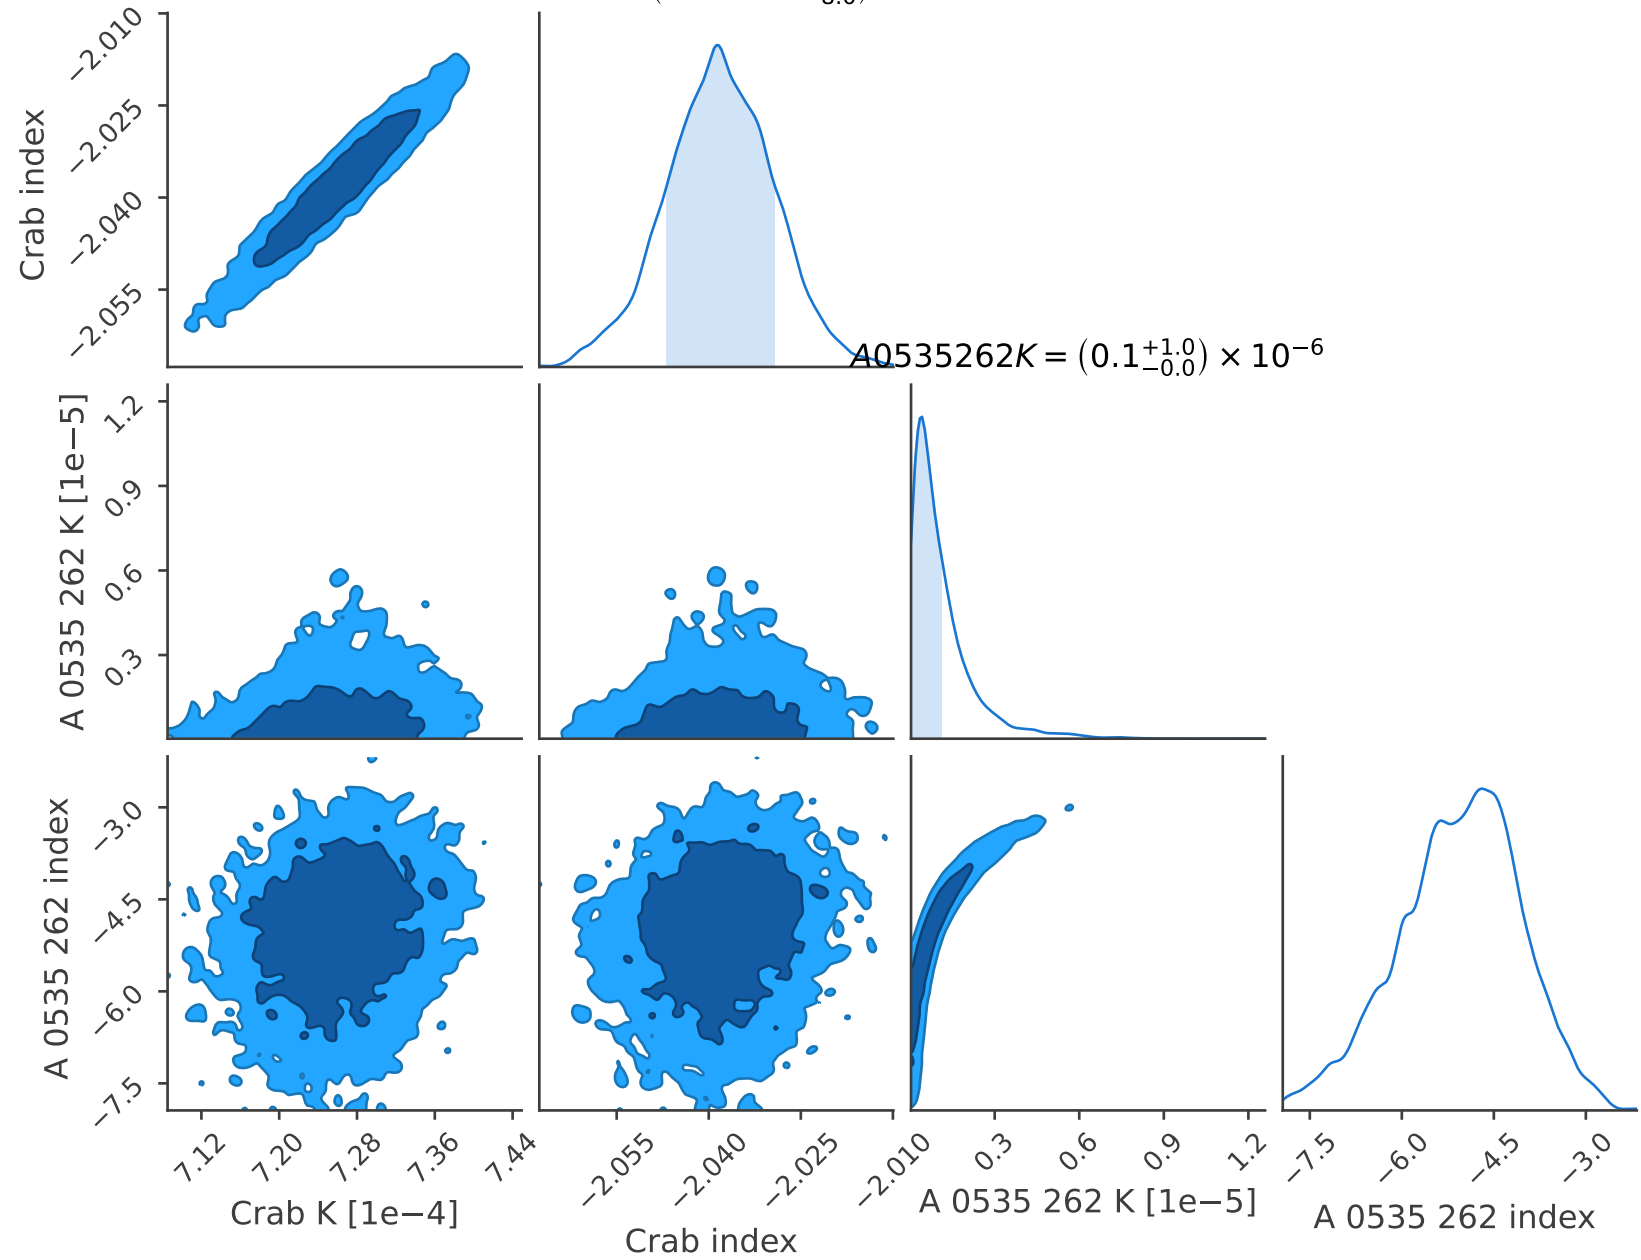 8.0)
−2.010
−2.025
−2.040
−2.055
Crab index
A0535262K = (0.1 +1.0 −0.0) × 10−6
1.2
0.9
0.6
0.3
A 0535 262 K [1e−5]
−3.0
−4.5
−6.0
−7.5
A 0535 262 index
7.12 7.20 7.28 7.36 7.44
Crab K [1e−4]
−2.055 −2.040 −2.025 −2.010
Crab index
0.3 0.6 0.9 1.2
A 0535 262 K [1e−5]
−7.5 −6.0 −4.5 −3.0
A 0535 262 index